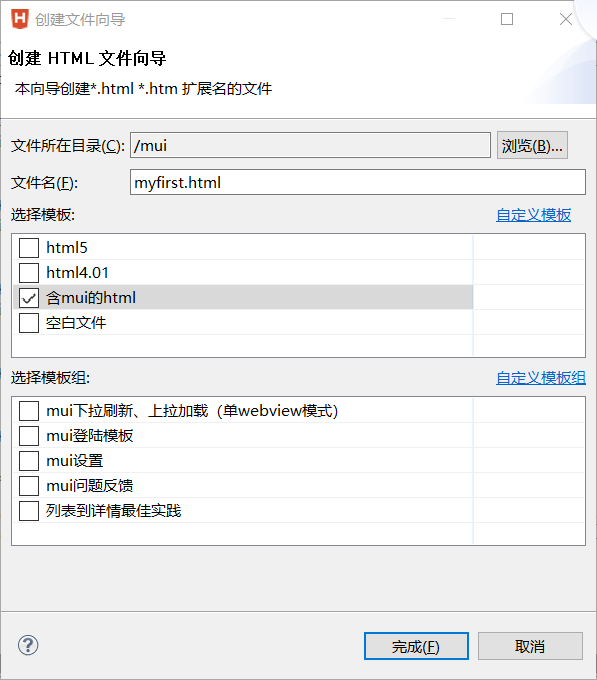 创建文件向导
创建 HTML 文件向导
本向导创建*.html *.htm 扩展名的文件
文件所在目录(C): /mui 浏览(B)...
文件名(F): myfirst.html
选择模板: 自定义模板
html5
html4.01
含mui的html
空白文件
选择模板组: 自定义模板组
mui下拉刷新、上拉加载（单webview模式）
mui登陆模板
mui设置
mui问题反馈
列表到详情最佳实践
完成(F) 取消